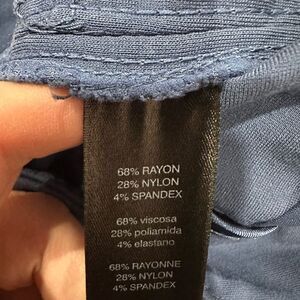 68% RAYON
28% NYLON
4% SPANDEX
68% viscosa
28% poliamida
4% elastano
68% RAYONNE
28% NYLON
4% SPANDEX